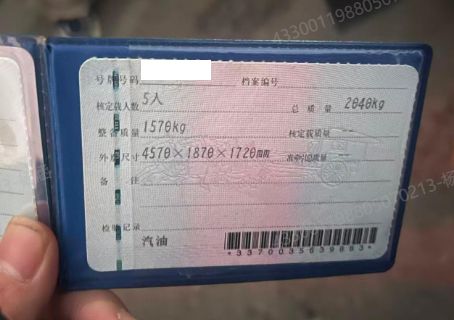 号牌号码 档案编号
核定载人数 5人 总质量 2040kg
整备质量 1570kg 核定载质量 --
外廓尺寸 4570×1870×1720mm 准牵引总质量 --
备注
检验记录
汽油
*3370035639883*